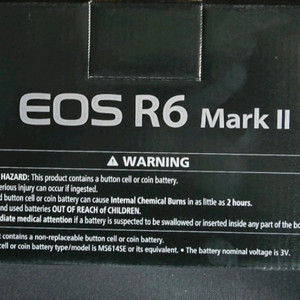 EOS R6 Mark II
⚠ WARNING
HAZARD: This product contains a button cell or coin battery.
erious injury can occur if ingested.
d button cell or coin battery can cause Internal Chemical Burns in as little as 2 hours.
nd used batteries OUT OF REACH of CHILDREN.
diate medical attention if a battery is suspected to be swallowed or inserted inside any part of the bo
t contains a non-replaceable button cell or coin battery.
cell or coin battery type/model is MS614SE or its equivalent. • The battery nominal voltage is 3V.